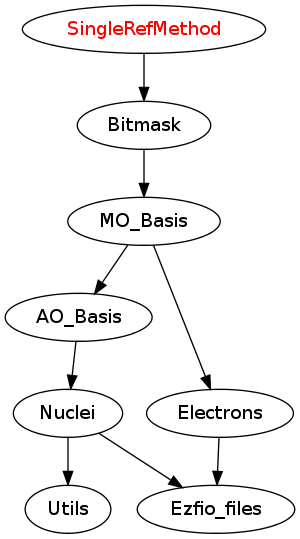 SingleRefMethod
Bitmask
MO_Basis
AO_Basis
Nuclei
Electrons
Utils
Ezfio_files